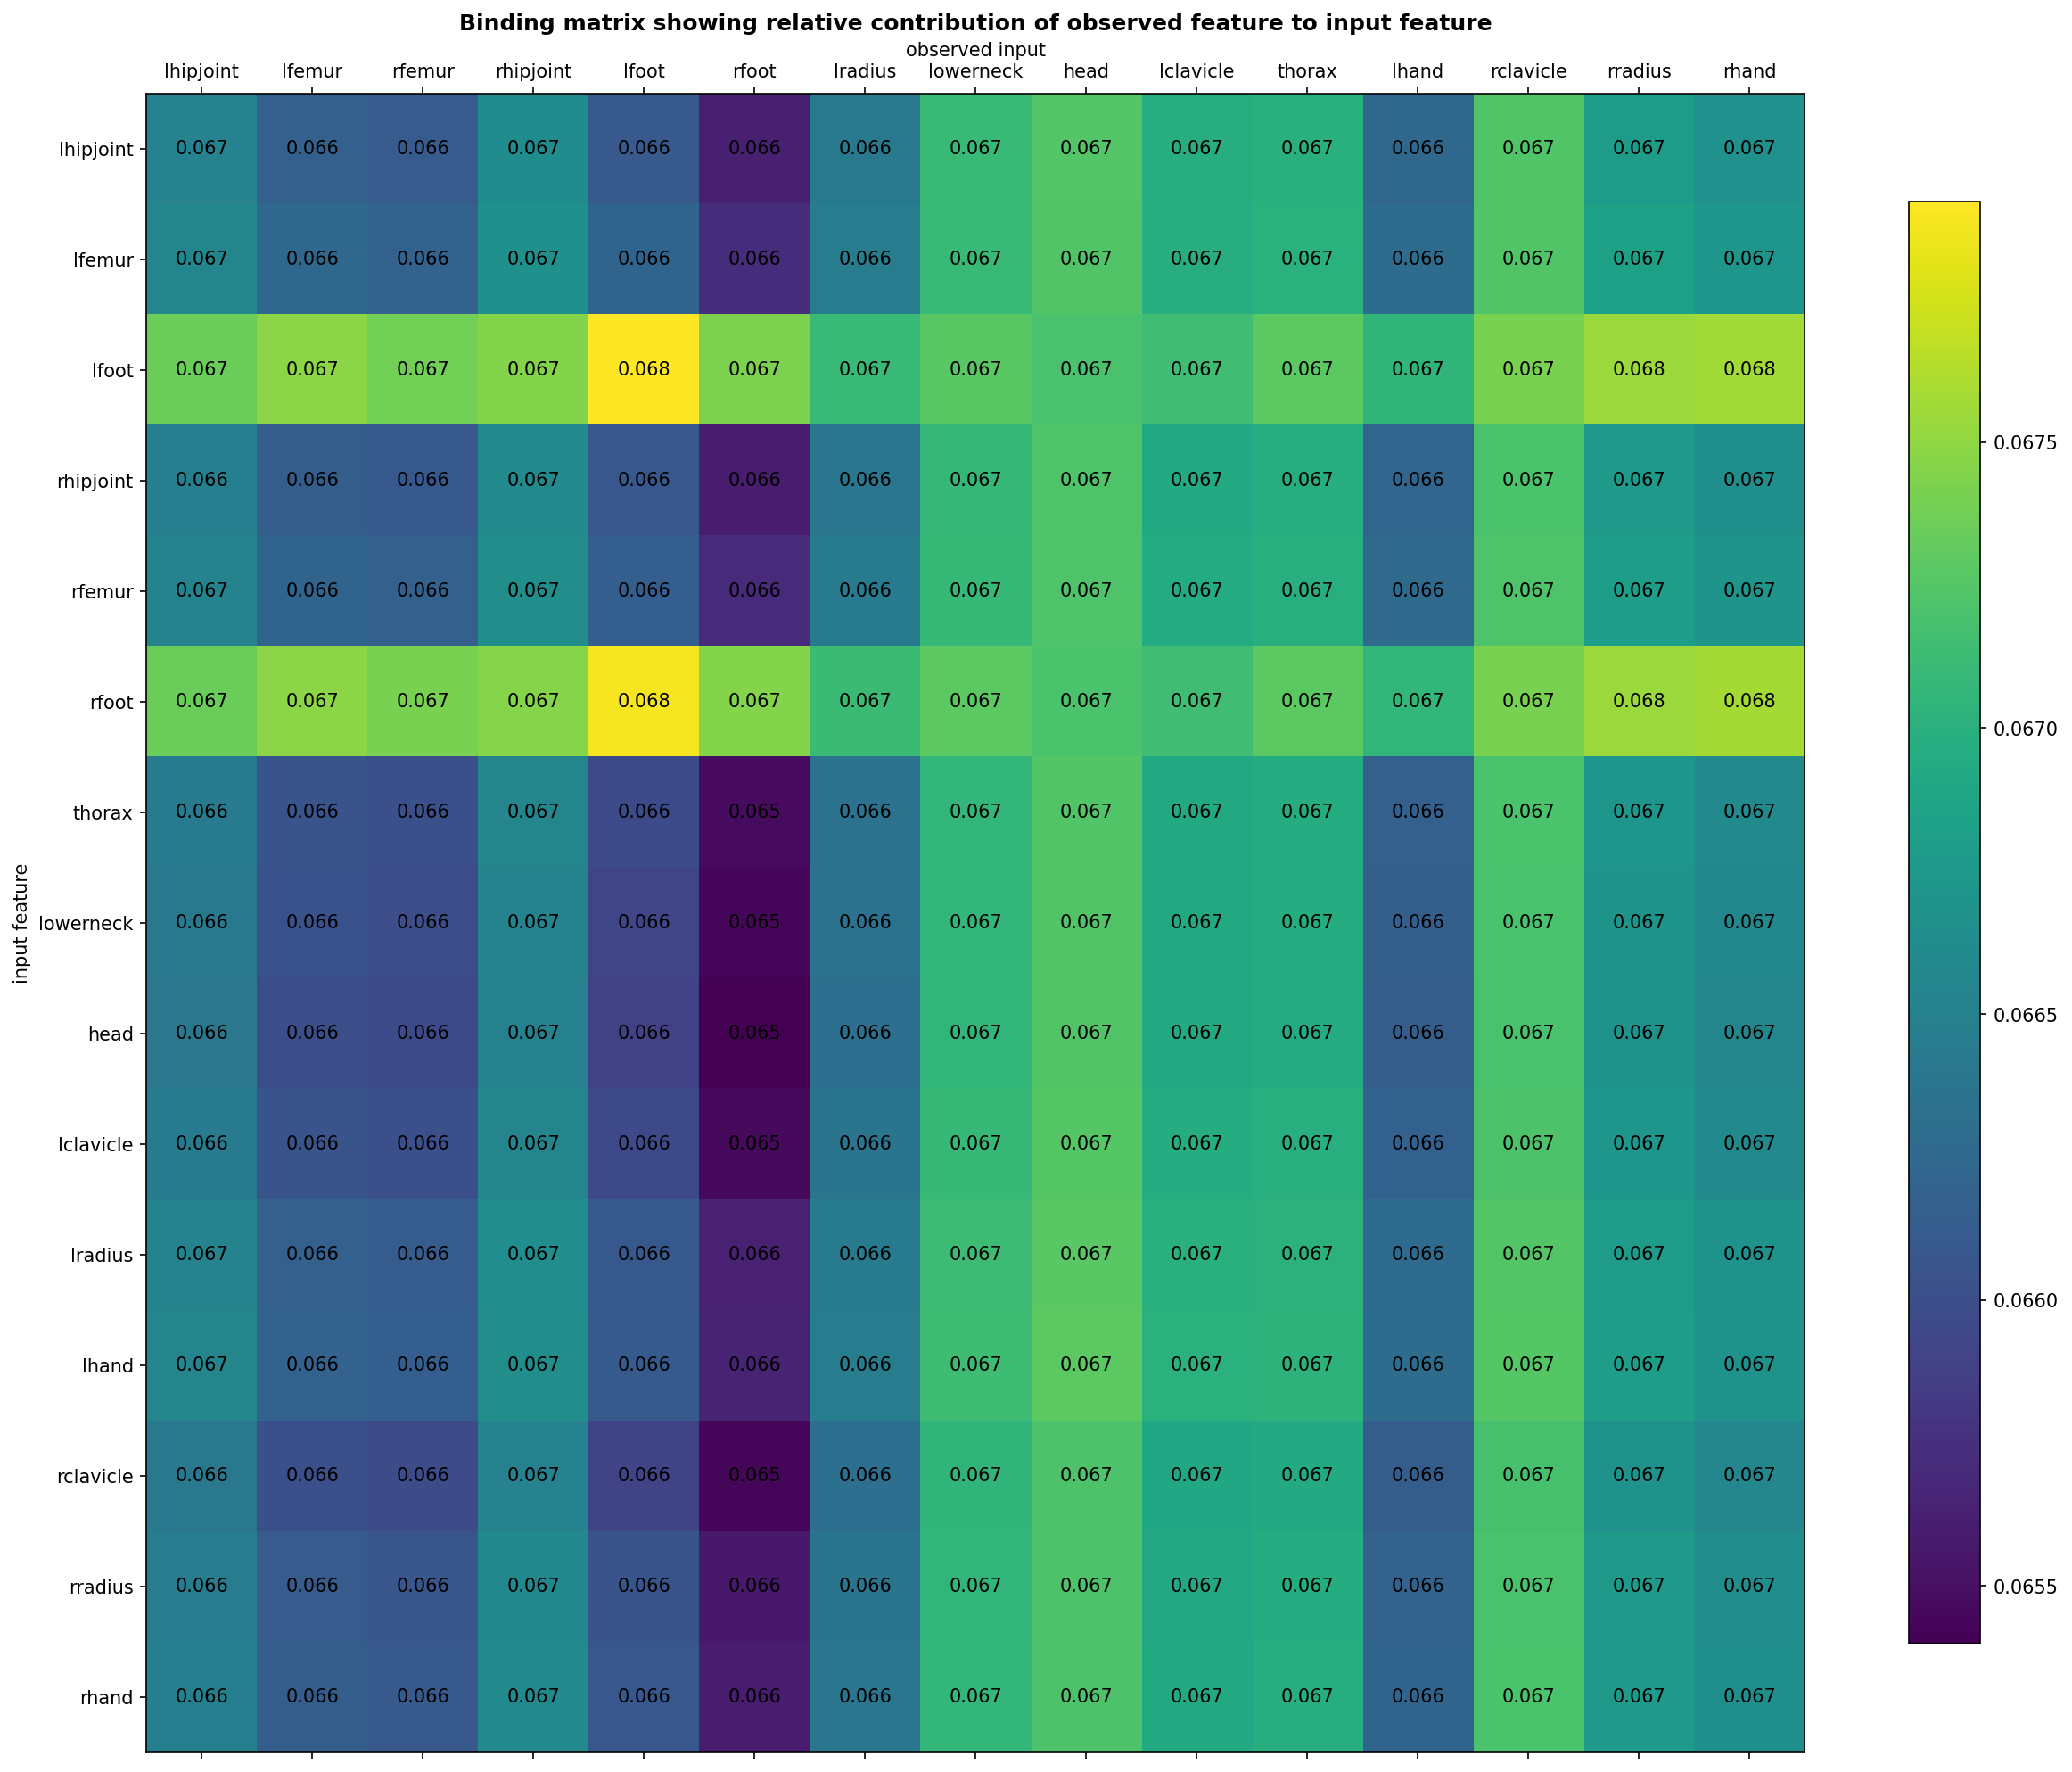 Binding matrix showing relative contribution of observed feature to input feature
observed input
lhipjoint lfemur rfemur rhipjoint lfoot rfoot lradius lowerneck head lclavicle thorax lhand rclavicle rradius rhand
lhipjoint 0.067 0.066 0.066 0.067 0.066 0.066 0.066 0.067 0.067 0.067 0.067 0.066 0.067 0.067 0.067
lfemur 0.067 0.066 0.066 0.067 0.066 0.066 0.066 0.067 0.067 0.067 0.067 0.066 0.067 0.067 0.067
lfoot 0.067 0.067 0.067 0.067 0.068 0.067 0.067 0.067 0.067 0.067 0.067 0.067 0.067 0.068 0.068
0.0675
rhipjoint 0.066 0.066 0.066 0.067 0.066 0.066 0.066 0.067 0.067 0.067 0.067 0.066 0.067 0.067 0.067
rfemur 0.067 0.066 0.066 0.067 0.066 0.066 0.066 0.067 0.067 0.067 0.067 0.066 0.067 0.067 0.067
rfoot 0.067 0.067 0.067 0.067 0.068 0.067 0.067 0.067 0.067 0.067 0.067 0.067 0.067 0.068 0.068
0.0670
thorax 0.066 0.066 0.066 0.067 0.066 0.065 0.066 0.067 0.067 0.067 0.067 0.066 0.067 0.067 0.067
input feature
lowerneck 0.066 0.066 0.066 0.067 0.066 0.065 0.066 0.067 0.067 0.067 0.067 0.066 0.067 0.067 0.067
0.0665
head 0.066 0.066 0.066 0.067 0.066 0.065 0.066 0.067 0.067 0.067 0.067 0.066 0.067 0.067 0.067
lclavicle 0.066 0.066 0.066 0.067 0.066 0.065 0.066 0.067 0.067 0.067 0.067 0.066 0.067 0.067 0.067
lradius 0.067 0.066 0.066 0.067 0.066 0.066 0.066 0.067 0.067 0.067 0.067 0.066 0.067 0.067 0.067
0.0660
lhand 0.067 0.066 0.066 0.067 0.066 0.066 0.066 0.067 0.067 0.067 0.067 0.066 0.067 0.067 0.067
rclavicle 0.066 0.066 0.066 0.067 0.066 0.065 0.066 0.067 0.067 0.067 0.067 0.066 0.067 0.067 0.067
rradius 0.066 0.066 0.066 0.067 0.066 0.066 0.066 0.067 0.067 0.067 0.067 0.066 0.067 0.067 0.067
0.0655
rhand 0.066 0.066 0.066 0.067 0.066 0.066 0.066 0.067 0.067 0.067 0.067 0.066 0.067 0.067 0.067